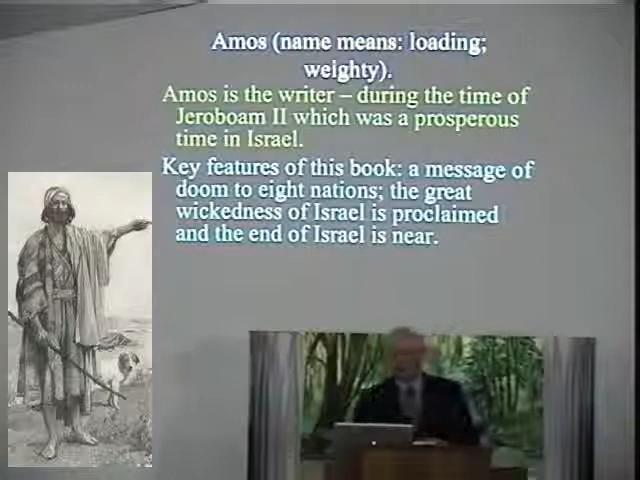 Amos (name means: loading;
weighty).
Amos is the writer – during the time of
Jeroboam II which was a prosperous
time in Israel.
Key features of this book: a message of
doom to eight nations; the great
wickedness of Israel is proclaimed
and the end of Israel is near.